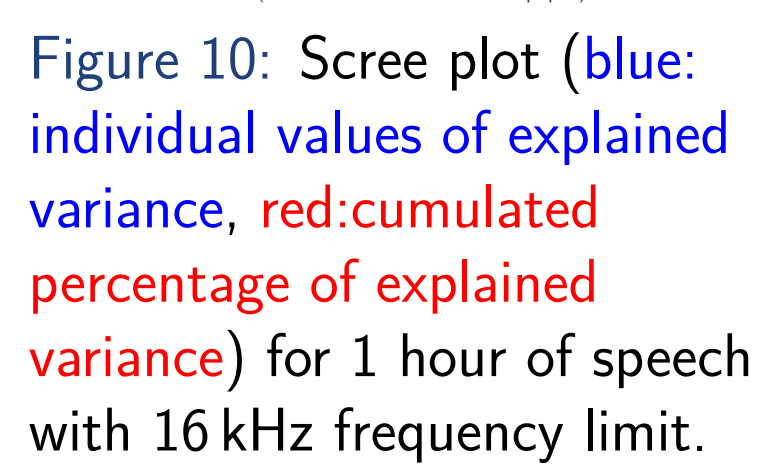 Figure 10: Scree plot (blue:
individual values of explained
variance, red:cumulated
percentage of explained
variance) for 1 hour of speech
with 16 kHz frequency limit.